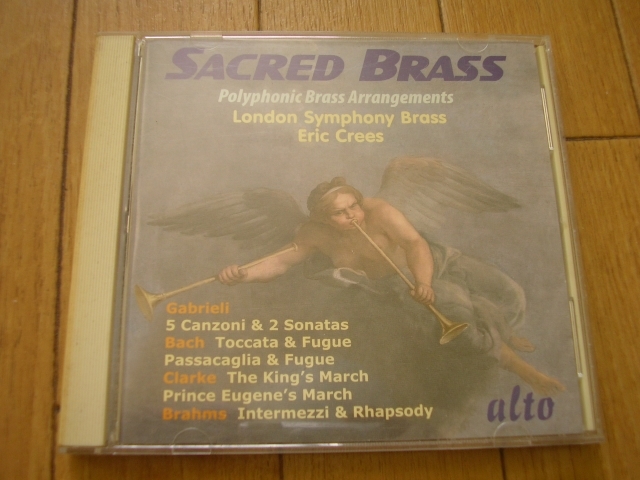 SACRED BRASS
Polyphonic Brass Arrangements
London Symphony Brass
Eric Crees
Gabrieli
5 Canzoni & 2 Sonatas
Bach Toccata & Fugue
Passacaglia & Fugue
Clarke The King's March
Prince Eugene's March
Brahms Intermezzi & Rhapsody
alto